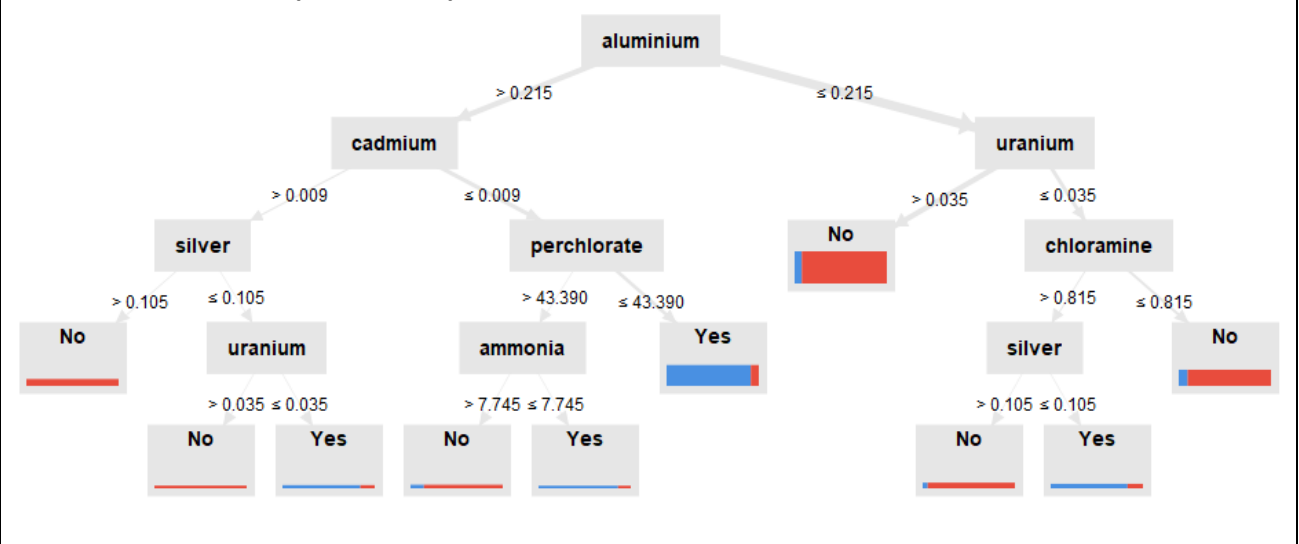 aluminium
> 0.215
≤ 0.215
cadmium
uranium
> 0.009
≤ 0.009
> 0.035
≤ 0.035
silver
perchlorate
No
chloramine
> 0.105
≤ 0.105
> 43.390
≤ 43.390
> 0.815
≤ 0.815
No
uranium
ammonia
Yes
silver
No
> 0.035
≤ 0.035
> 7.745
≤ 7.745
> 0.105
≤ 0.105
No
Yes
No
Yes
No
Yes